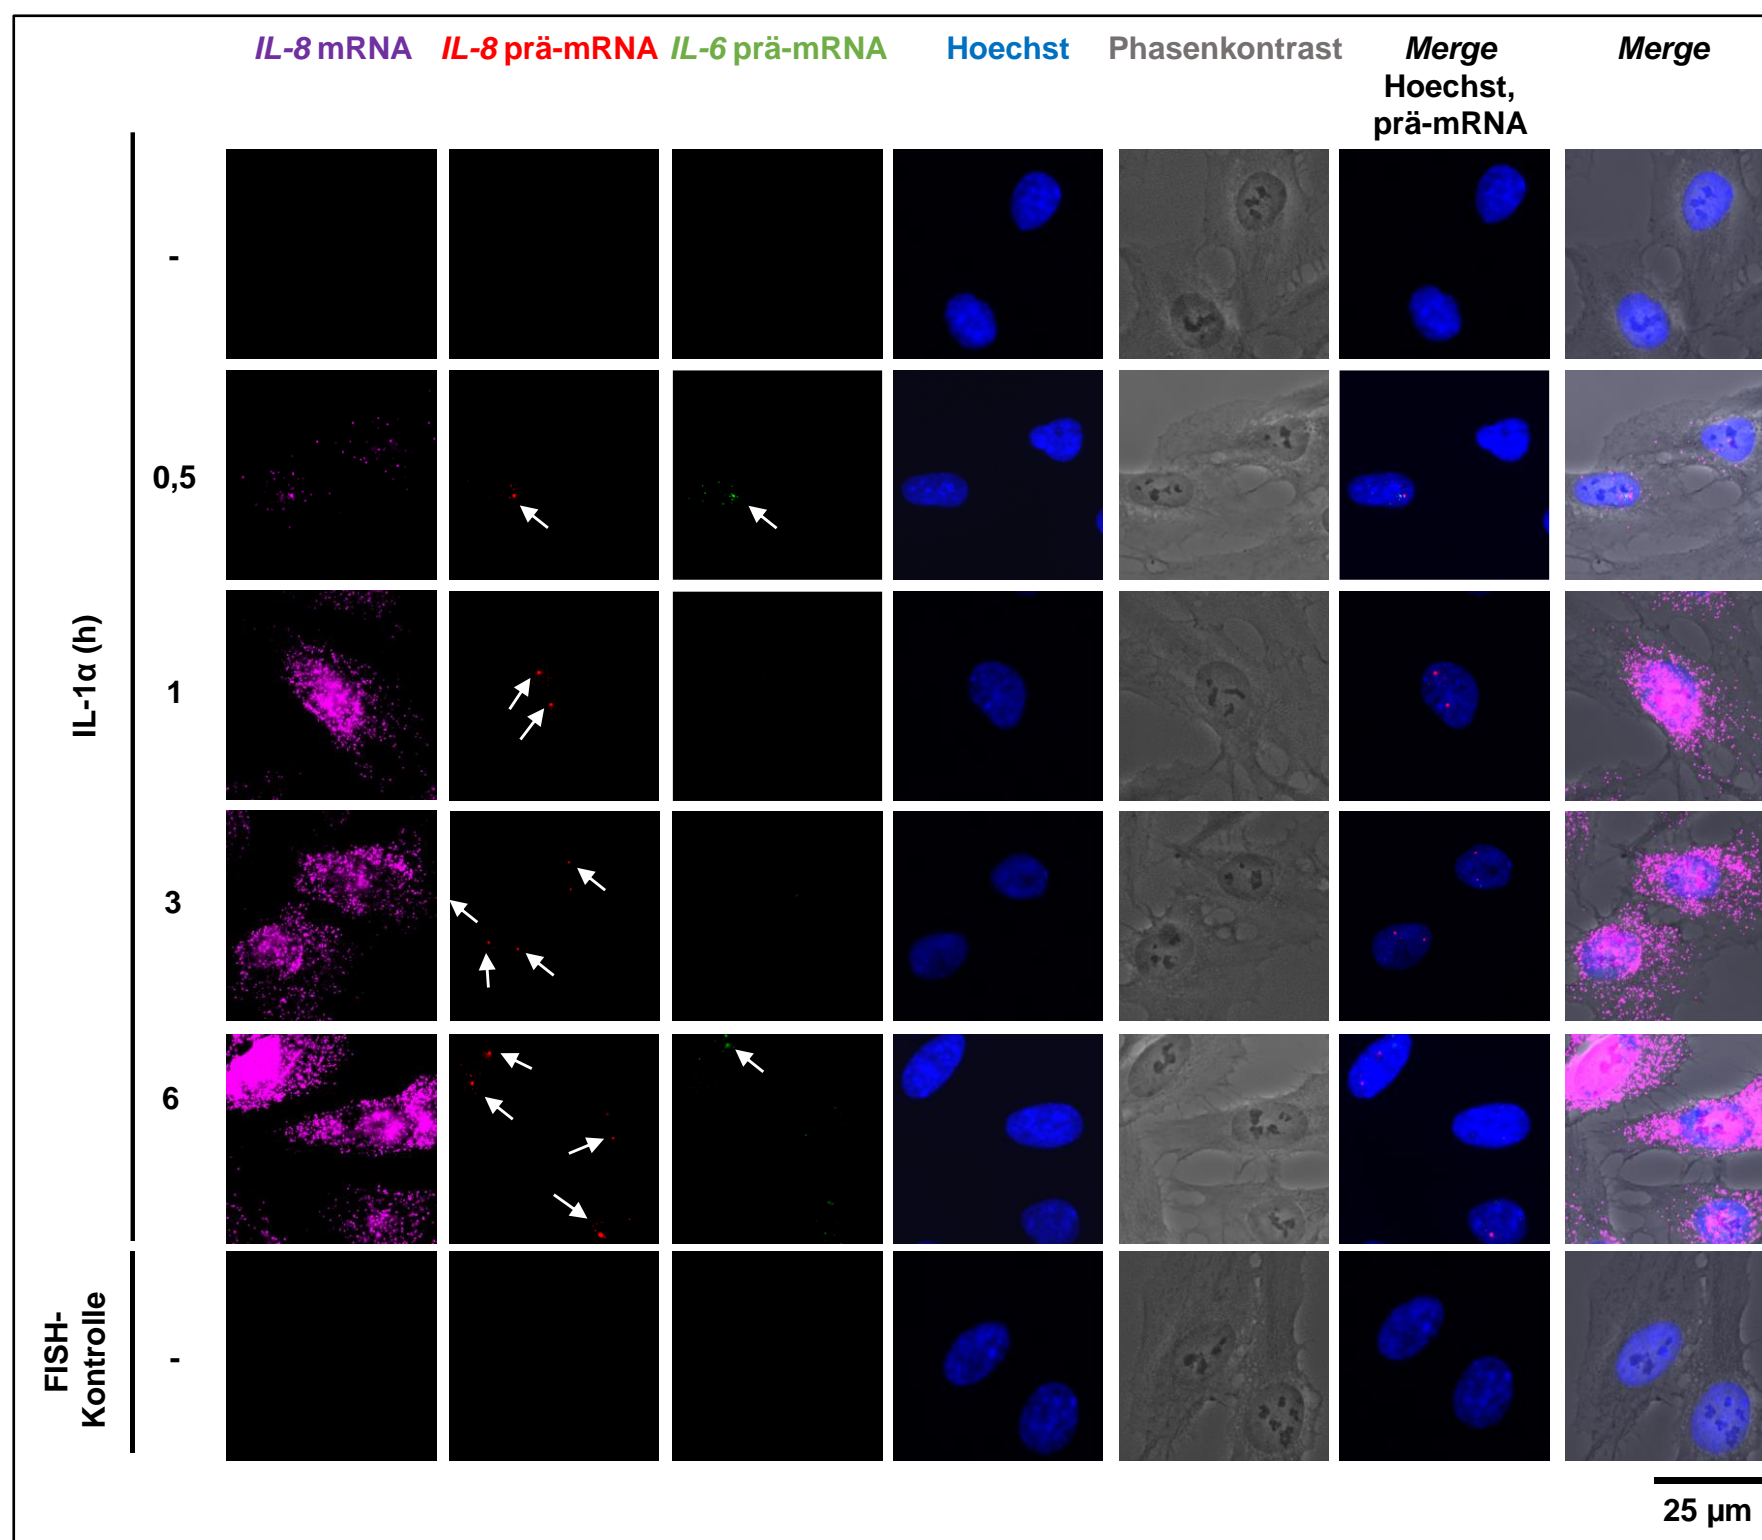 IL-8 mRNA IL-8 prä-mRNA IL-6 prä-mRNA Hoechst Phasenkontrast Merge Merge
Hoechst,
prä-mRNA
IL-1α (h)
-
0,5
1
3
6
FISH-
Kontrolle
-
25 µm